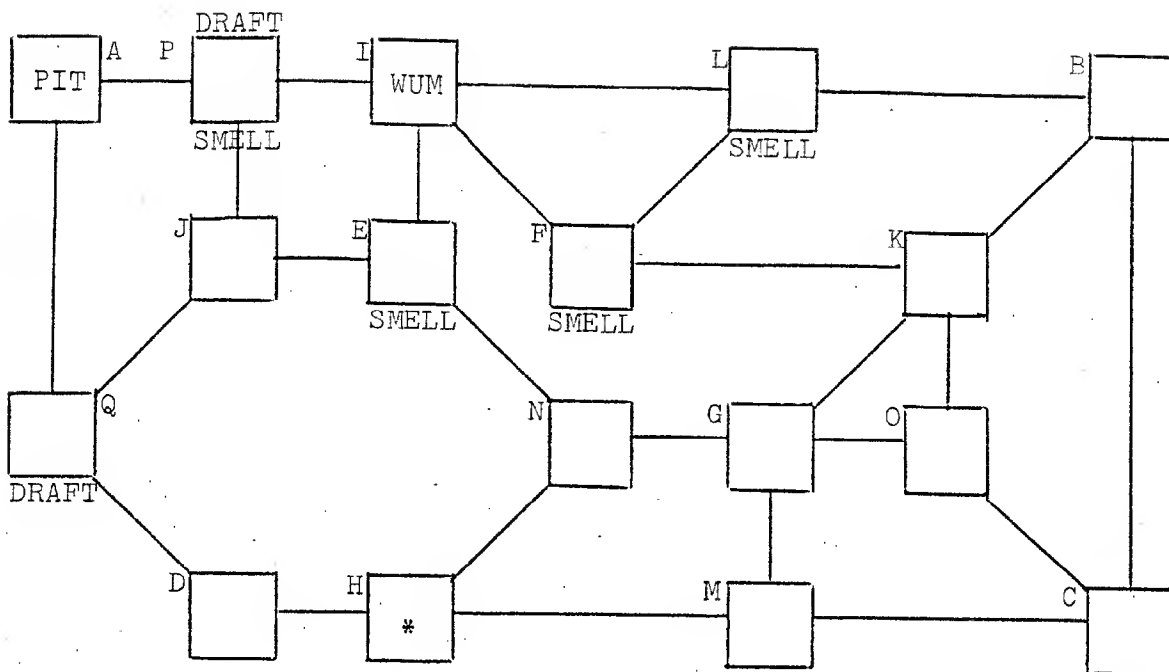 DRAFT
A P I L B
PIT WUM
SMELL SMELL
J E F K
SMELL SMELL
Q N G O
DRAFT
D H M C
*